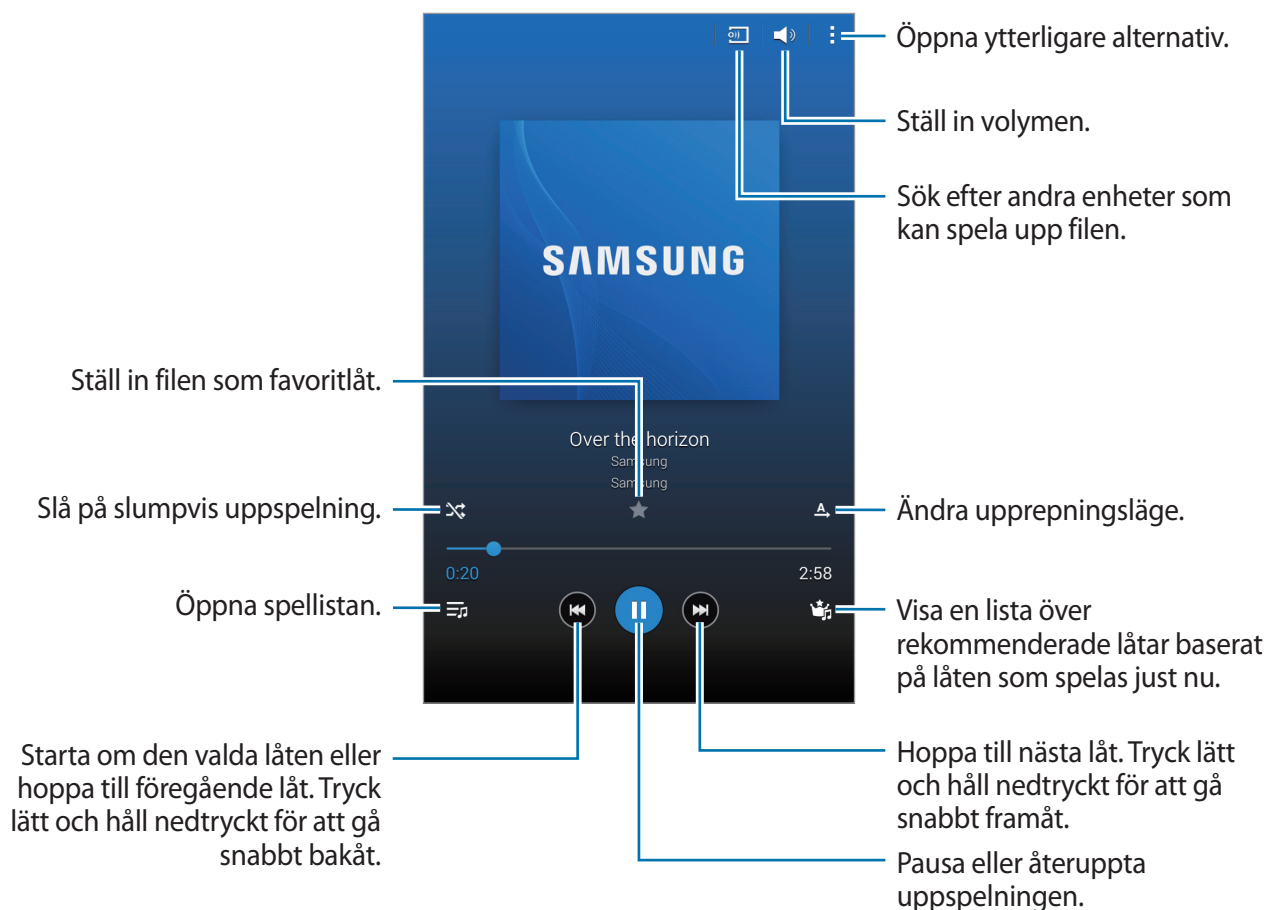 Öppna ytterligare alternativ.
Ställ in volymen.
Sök efter andra enheter som
kan spela upp filen.
SAMSUNG
Ställ in filen som favoritlåt.
Over the horizon
Samsung
Samsung
Slå på slumpvis uppspelning.
A
Ändra upprepningsläge.
0:20
2:58
Öppna spellistan.
Visa en lista över
rekommenderade låtar baserat
på låten som spelas just nu.
Starta om den valda låten eller
hoppa till föregående låt. Tryck
lätt och håll nedtryckt för att gå
snabbt bakåt.
Hoppa till nästa låt. Tryck lätt
och håll nedtryckt för att gå
snabbt framåt.
Pausa eller återuppta
uppspelningen.